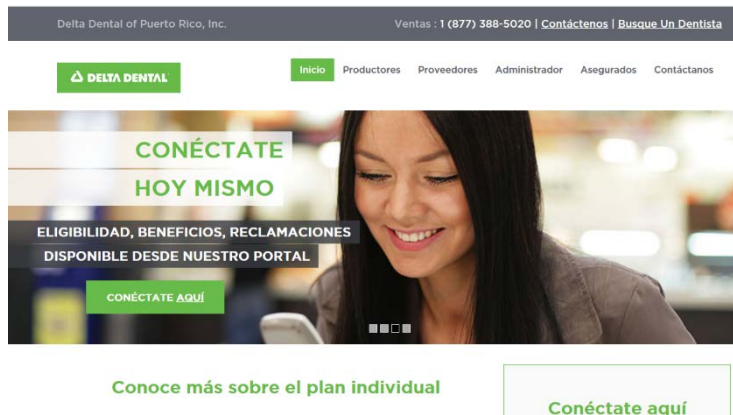 Delta Dental of Puerto Rico, Inc.
Ventas : 1 (877) 388-5020 | Contáctenos | Busque Un Dentista
DELTA DENTAL
Inicio Productores Proveedores Administrador Asegurados Contáctanos
CONÉCTATE
HOY MISMO
ELIGIBILIDAD, BENEFICIOS, RECLAMACIONES
DISPONIBLE DESDE NUESTRO PORTAL
CONÉCTATE AQUÍ
Conoce más sobre el plan individual
Conéctate aquí